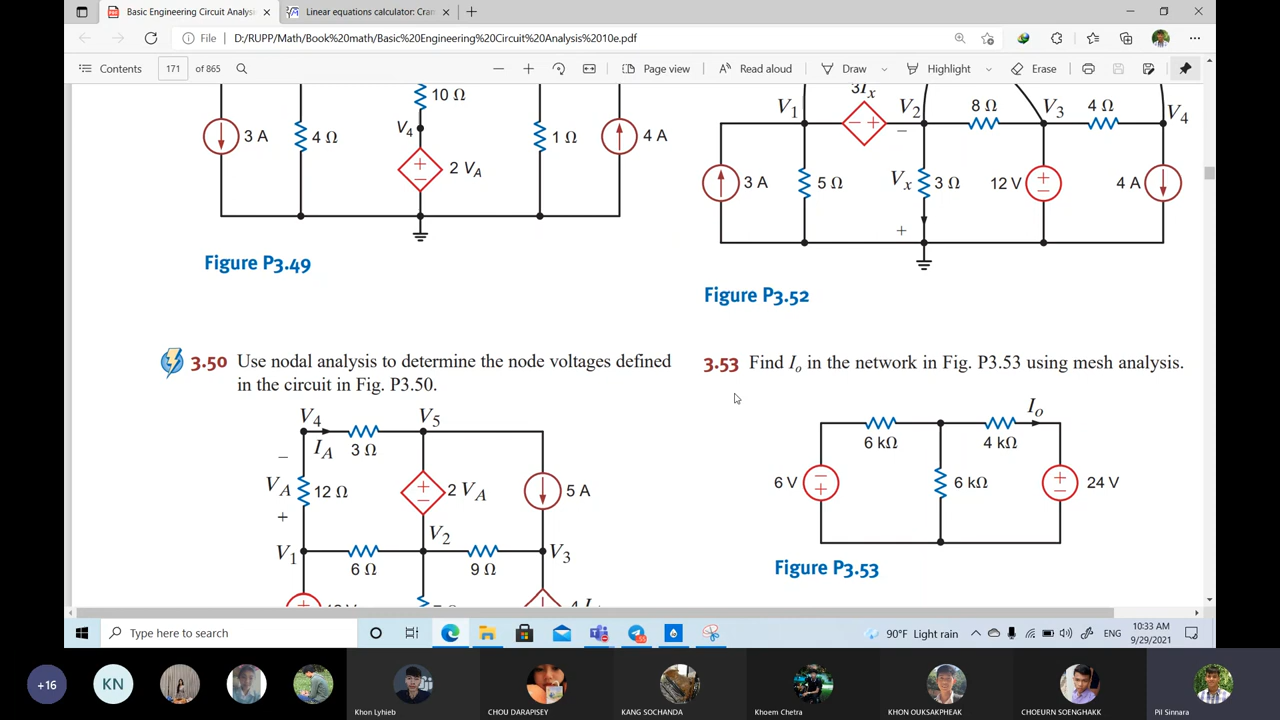 Basic Engineering Circuit Analysi
Linear equations calculator: Cran
File
D:/RUPP/Math/Book%20math/Basic%20Engineering%20Circuit%20Analysis%2010e.pdf
Contents
171
of 865
Page view
Read aloud
Draw
Highlight
Erase
10 Ω
V4
3 A
4 Ω
2 VA
1 Ω
4 A
Figure P3.49
3Ix
V1
V2
8 Ω
V3
4 Ω
V4
3 A
5 Ω
Vx
3 Ω
12 V
4 A
Figure P3.52
3.50 Use nodal analysis to determine the node voltages defined
in the circuit in Fig. P3.50.
V4
V5
IA
3 Ω
VA
12 Ω
2 VA
5 A
V1
V2
V3
6 Ω
9 Ω
3.53 Find Io in the network in Fig. P3.53 using mesh analysis.
Io
6 kΩ
4 kΩ
6 V
6 kΩ
24 V
Figure P3.53
Type here to search
90°F Light rain
ENG
10:33 AM
9/29/2021
+16
KN
Khon Lyhieb
CHOU DARAPISEY
KANG SOCHANDA
Khoem Chetra
KHON OUKSAKPHEAK
CHOEURN SOENGHAKK
Pil Sinnara